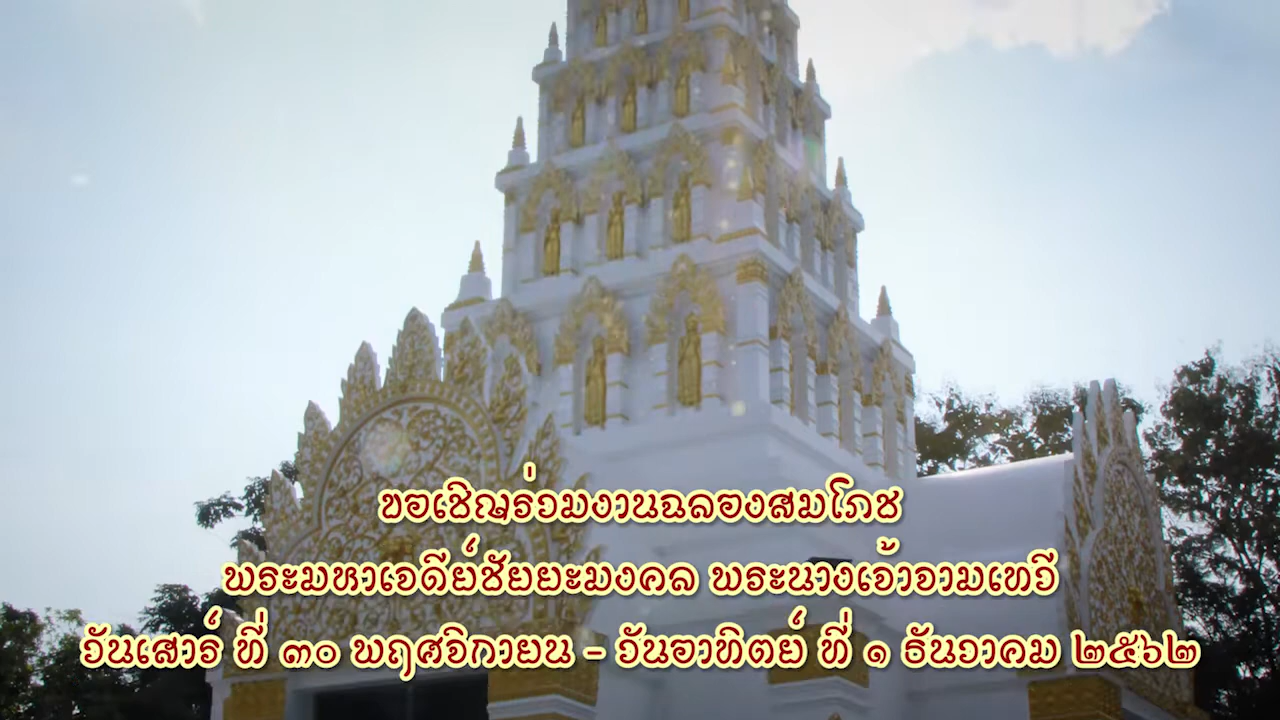 ขอเชิญร่วมงานฉลองสมโภช
พระมหาเจดีย์ชัยยะมงคล พระนางเจ้าจามเทวี
วันเสาร์ ที่ ๓๐ พฤศจิกายน - วันอาทิตย์ ที่ ๑ ธันวาคม ๒๕๖๒